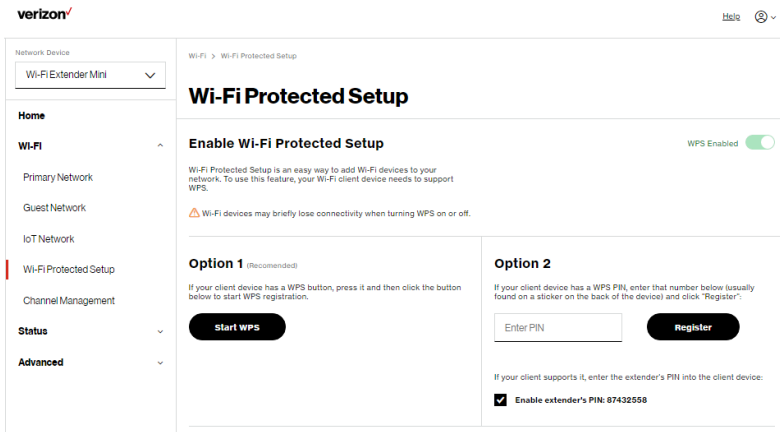 verizon✓
Help
Network Device
Wi-Fi Extender Mini
Home
Wi-Fi
Primary Network
Guest Network
IoT Network
Wi-Fi Protected Setup
Channel Management
Status
Advanced
Wi-Fi > Wi-Fi Protected Setup
Wi-Fi Protected Setup
Enable Wi-Fi Protected Setup
WPS Enabled
Wi-Fi Protected Setup is an easy way to add Wi-Fi devices to your
network. To use this feature, your Wi-Fi client device needs to support
WPS.
Wi-Fi devices may briefly lose connectivity when turning WPS on or off.
Option 1 (Recomended)
If your client device has a WPS button, press it and then click the button
below to start WPS registration.
Start WPS
Option 2
If your client device has a WPS PIN, enter that number below (usually
found on a sticker on the back of the device) and click "Register":
Enter PIN
Register
If your client supports it, enter the extender's PIN into the client device:
Enable extender's PIN: 87432558